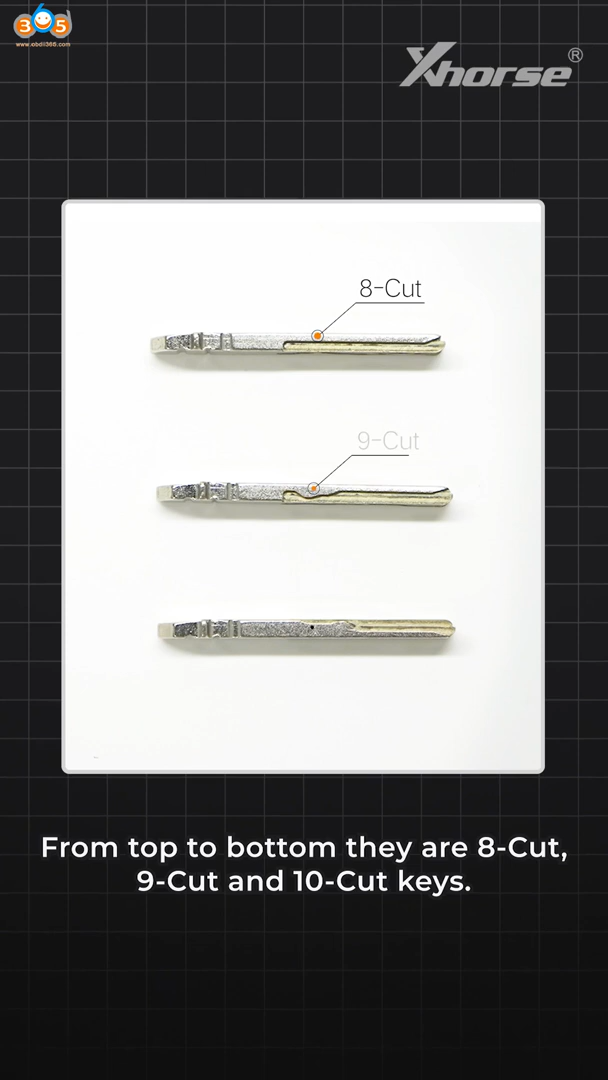 365
www.obdii365.com
Xhorse®
8-Cut
9-Cut
From top to bottom they are 8-Cut,
9-Cut and 10-Cut keys.